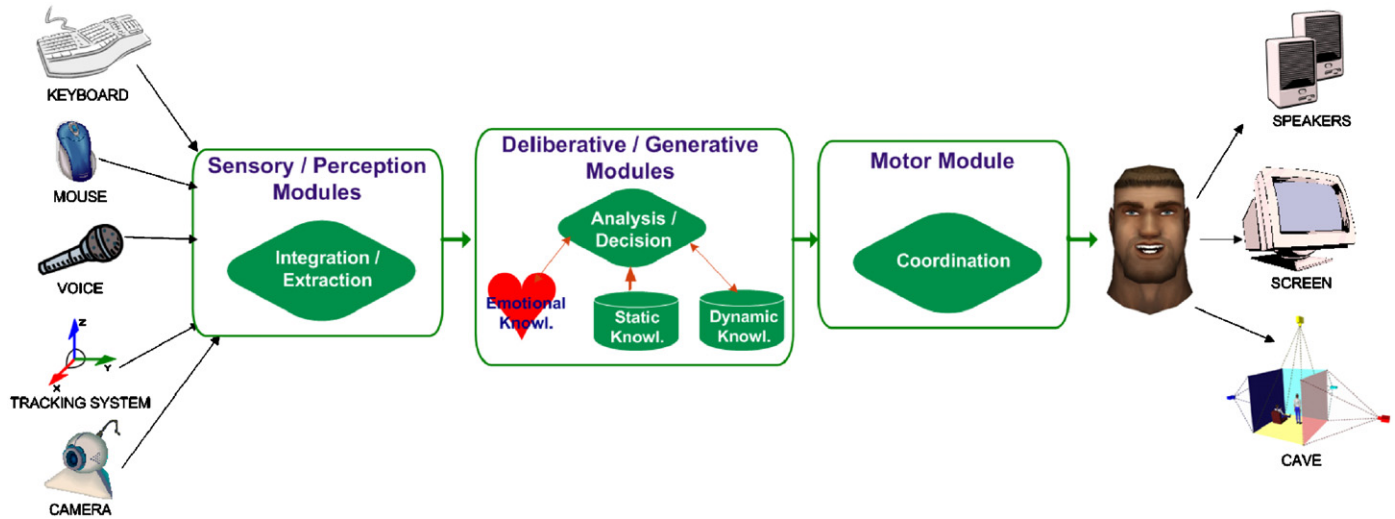 KEYBOARD
MOUSE
VOICE
Z
Y
X
TRACKING SYSTEM
CAMERA
Sensory / Perception
Modules
Integration /
Extraction
Deliberative / Generative
Modules
Analysis /
Decision
Emotional
Knowl.
Static
Knowl.
Dynamic
Knowl.
Motor Module
Coordination
SPEAKERS
SCREEN
CAVE